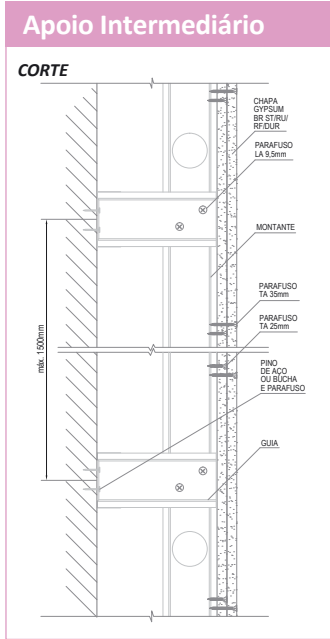 Apoio Intermediário
CORTE
CHAPA
GYPSUM
BR ST/RU/
RF/DUR
PARAFUSO
LA 9,5mm
MONTANTE
máx. 1500mm
PARAFUSO
TA 35mm
PARAFUSO
TA 25mm
PINO
DE AÇO
OU BUCHA
E PARAFUSO
GUIA